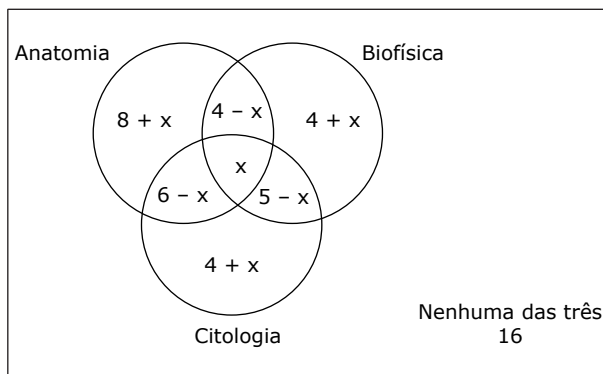 Anatomia
Biofísica
8 + x
4 – x
4 + x
x
6 – x
5 – x
4 + x
Citologia
Nenhuma das três
16